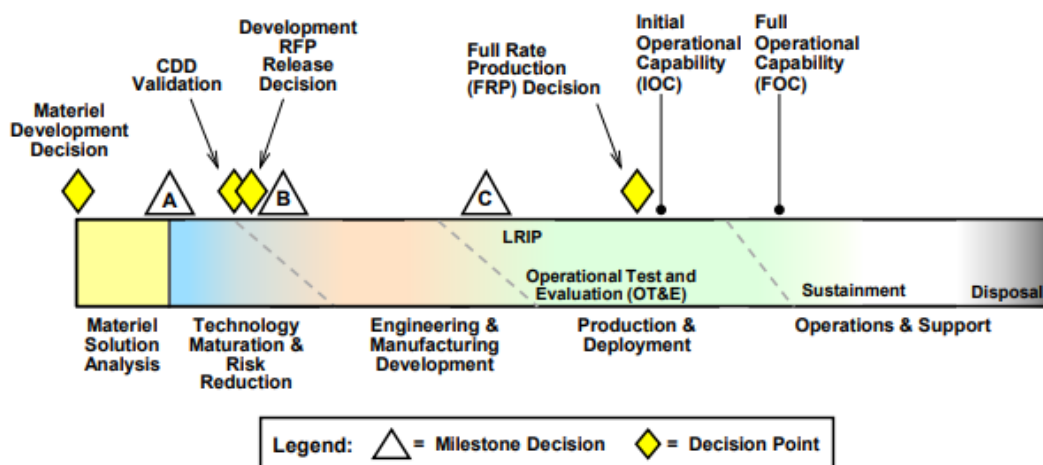 Materiel
Development
Decision
CDD
Validation
Development
RFP
Release
Decision
Full Rate
Production
(FRP) Decision
Initial
Operational
Capability
(IOC)
Full
Operational
Capability
(FOC)
A
B
C
LRIP
Operational Test and
Evaluation (OT&E)
Sustainment
Disposal
Materiel
Solution
Analysis
Technology
Maturation &
Risk
Reduction
Engineering &
Manufacturing
Development
Production &
Deployment
Operations & Support
Legend: = Milestone Decision = Decision Point